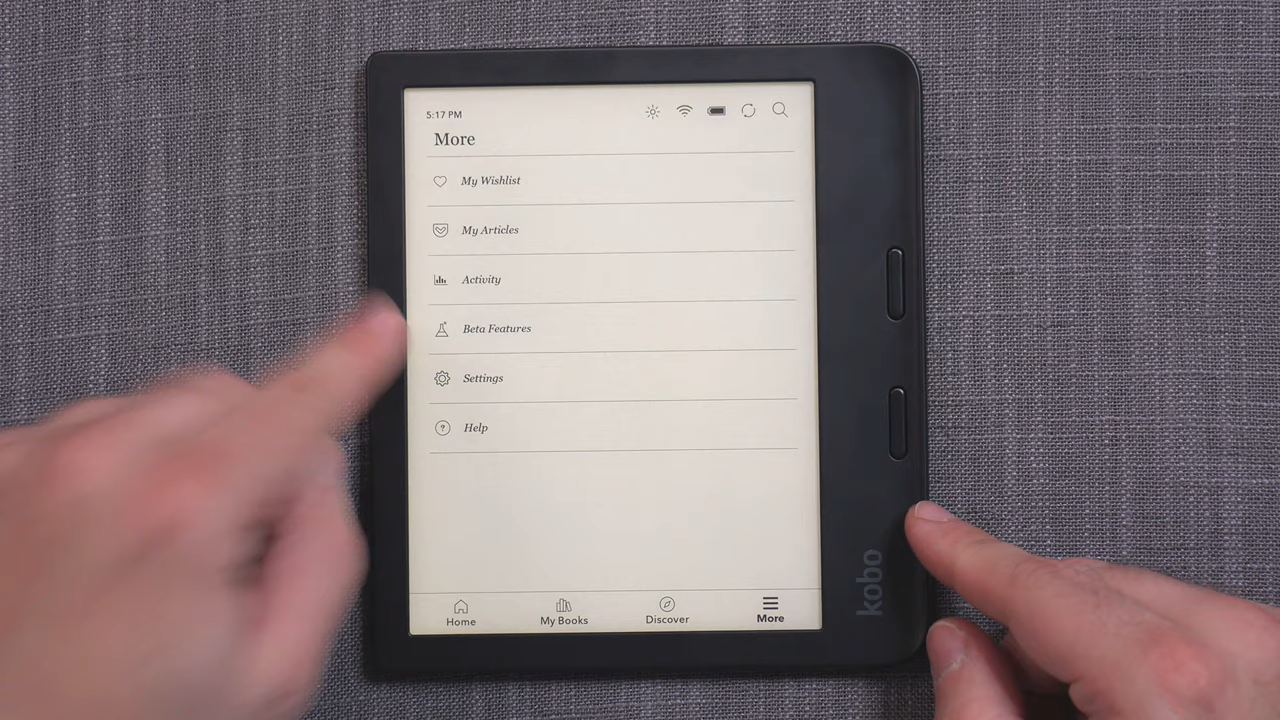 5:17 PM
More
My Wishlist
My Articles
Activity
Beta Features
Settings
? Help
Home
My Books
Discover
More
kobo